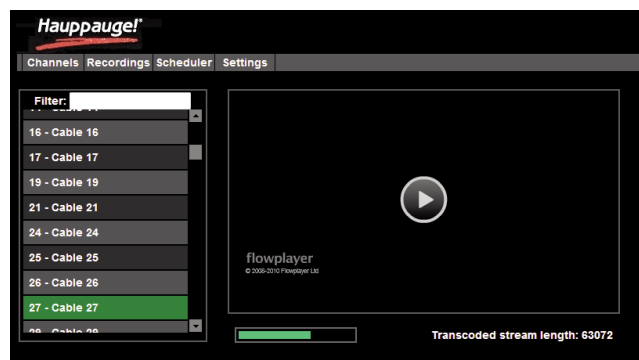 Hauppauge!
Channels Recordings Scheduler Settings
Filter:
16 - Cable 16
17 - Cable 17
19 - Cable 19
21 - Cable 21
24 - Cable 24
25 - Cable 25
26 - Cable 26
27 - Cable 27
flowplayer
© 2008-2010 Flowplayer Ltd
Transcoded stream length: 63072